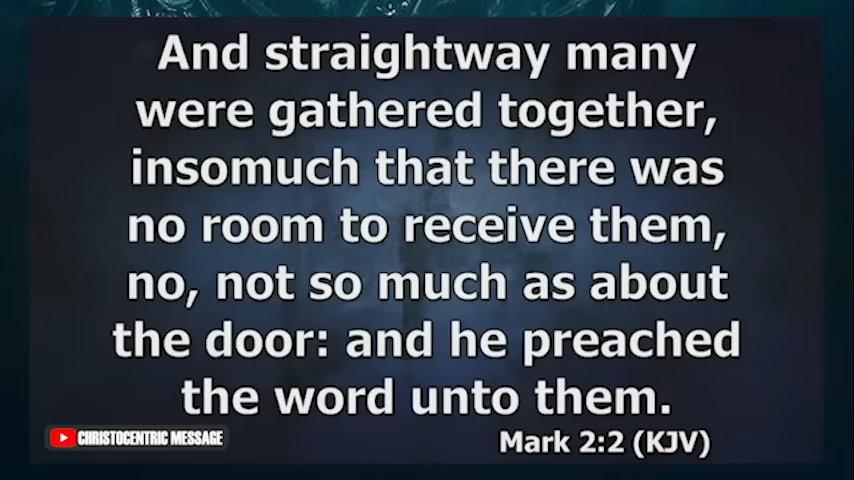 And straightway many
were gathered together,
insomuch that there was
no room to receive them,
no, not so much as about
the door: and he preached
the word unto them.
CHRISTOCENTRIC MESSAGE
Mark 2:2 (KJV)